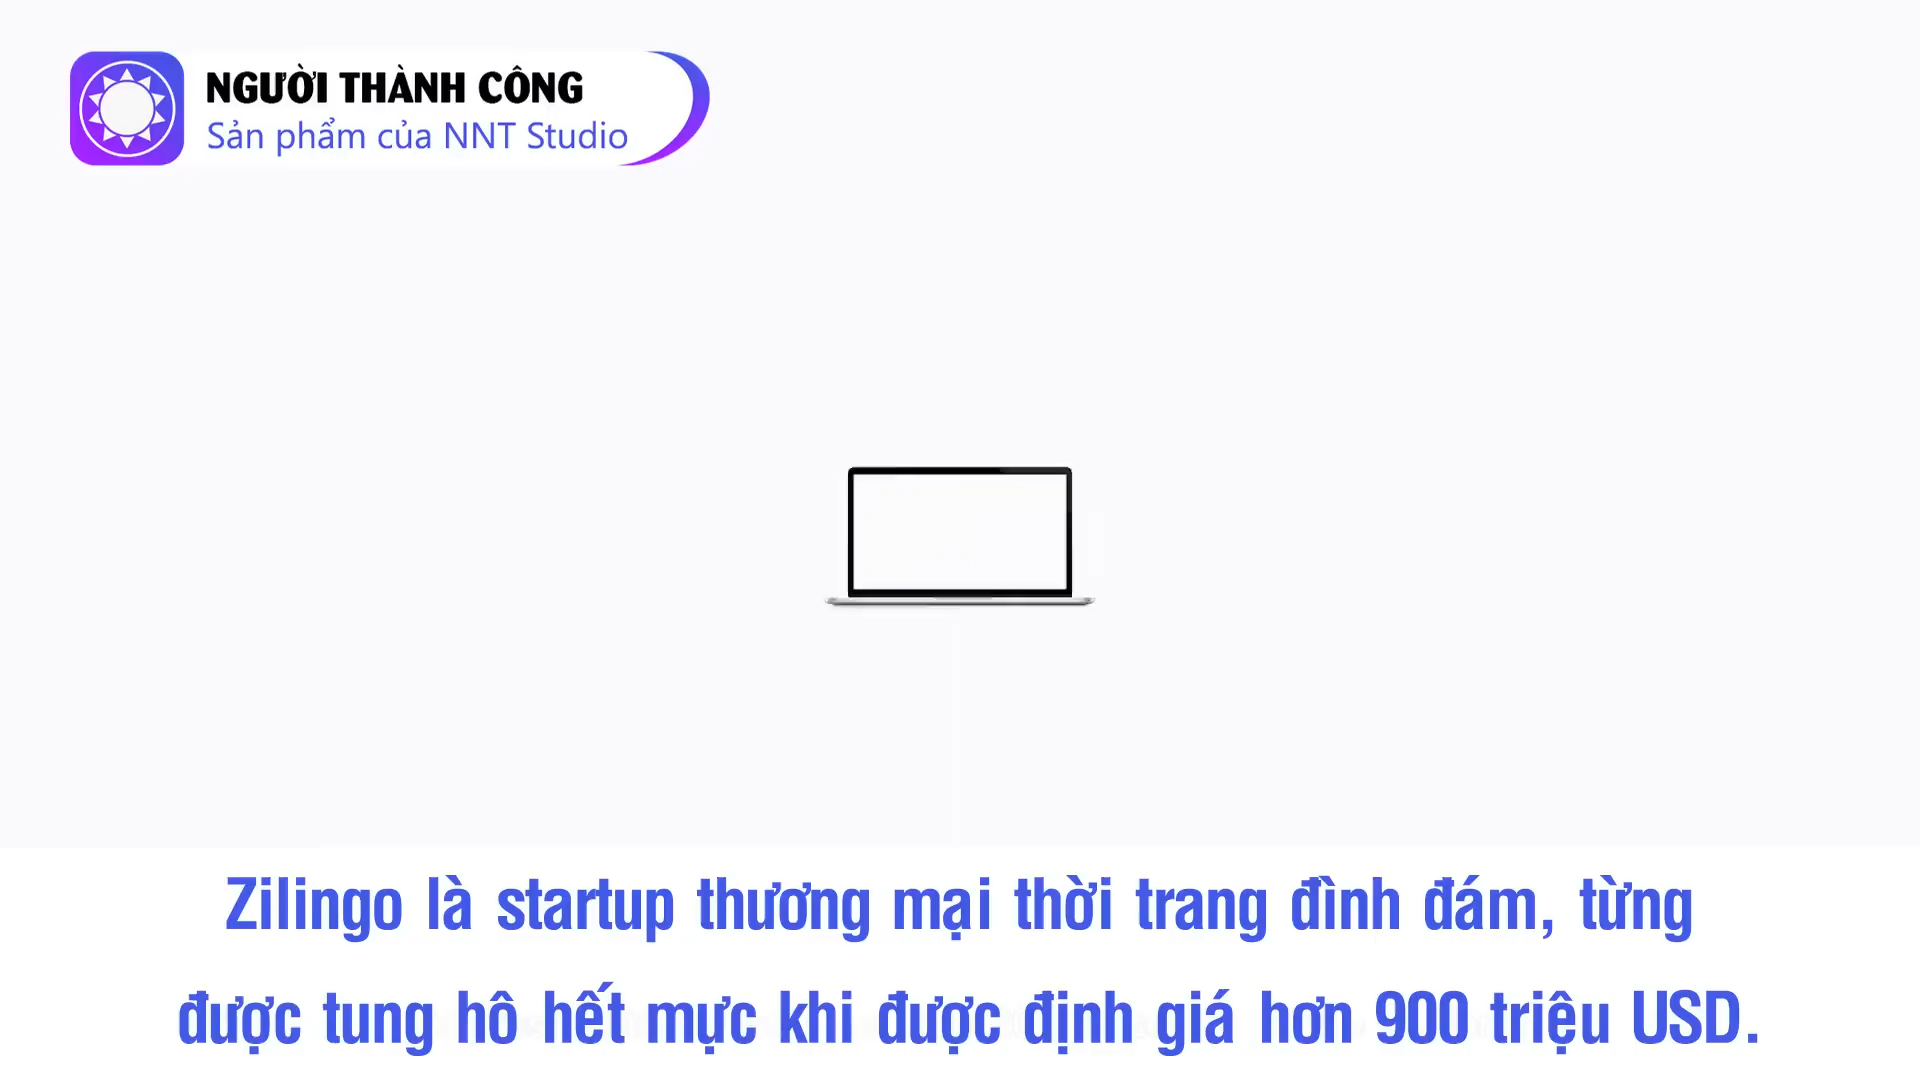 NGƯỜI THÀNH CÔNG
Sản phẩm của NNT Studio
Zilingo là startup thương mại thời trang đình đám, từng
được tung hô hết mực khi được định giá hơn 900 triệu USD.